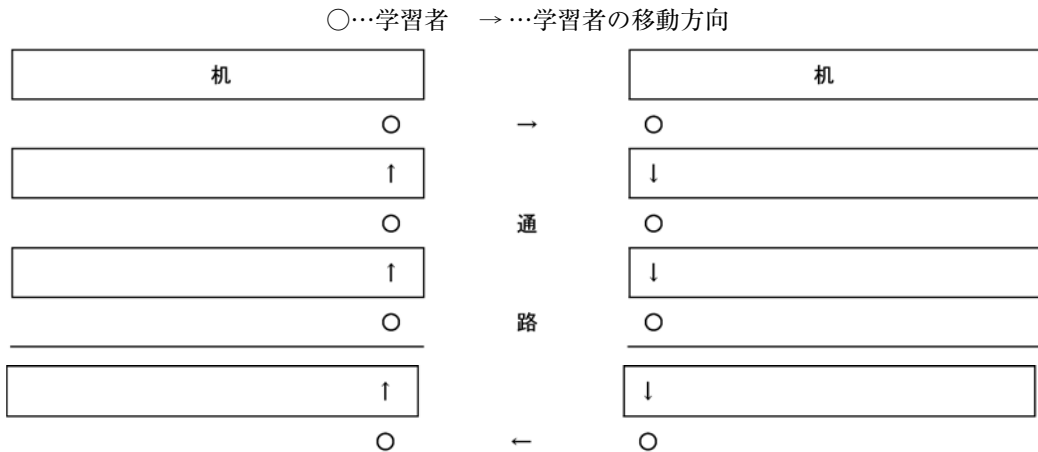 ○…学習者 →…学習者の移動方向
机 机
○ → ○
↑ ↓
○ 通 ○
↑ ↓
○ 路 ○
↑ ↓
○ ← ○